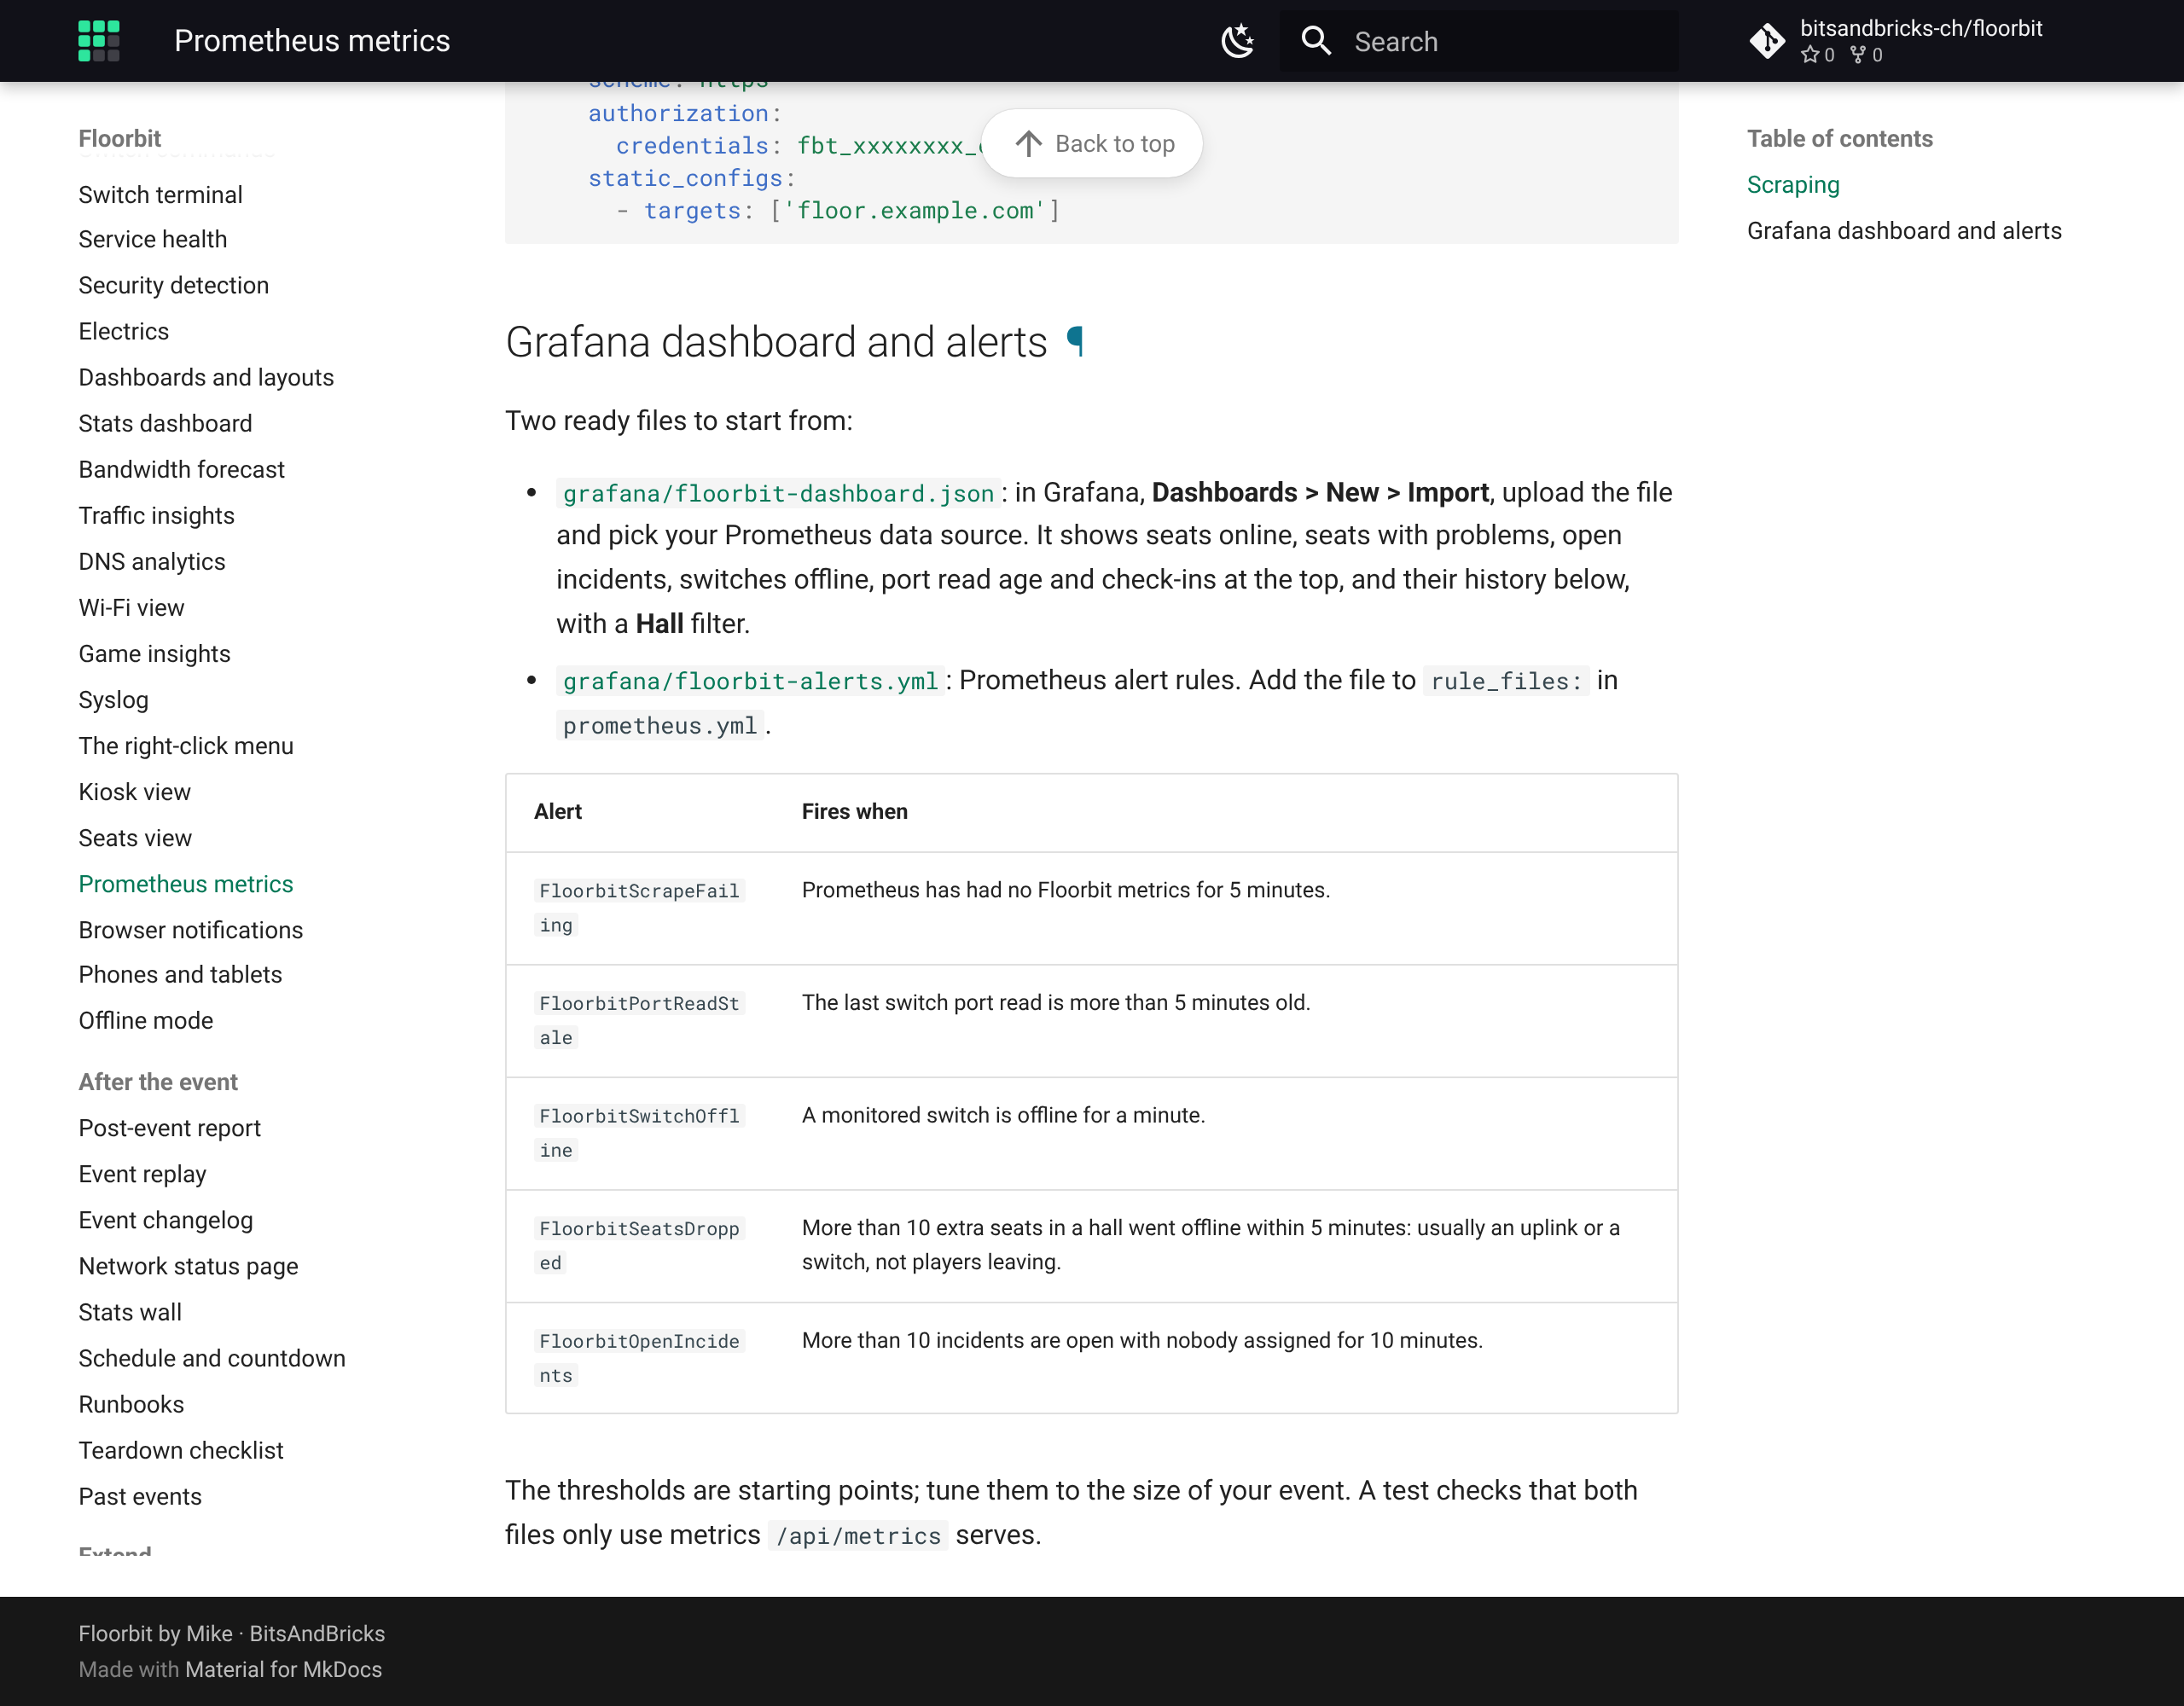 Prometheus metrics
Search
bitsandbricks-ch/floorbit
0 0
Floorbit
Switch terminal
Service health
Security detection
Electrics
Dashboards and layouts
Stats dashboard
Bandwidth forecast
Traffic insights
DNS analytics
Wi-Fi view
Game insights
Syslog
The right-click menu
Kiosk view
Seats view
Prometheus metrics
Browser notifications
Phones and tablets
Offline mode
After the event
Post-event report
Event replay
Event changelog
Network status page
Stats wall
Schedule and countdown
Runbooks
Teardown checklist
Past events
Extend
scheme: https
authorization:
credentials: fbt_xxxxxxxx_
Back to top
static_configs:
- targets: ['floor.example.com']
Grafana dashboard and alerts ¶
Two ready files to start from:
• grafana/floorbit-dashboard.json: in Grafana, Dashboards > New > Import, upload the file
and pick your Prometheus data source. It shows seats online, seats with problems, open
incidents, switches offline, port read age and check-ins at the top, and their history below,
with a Hall filter.
• grafana/floorbit-alerts.yml: Prometheus alert rules. Add the file to rule_files: in
prometheus.yml.
Alert Fires when
FloorbitScrapeFail Prometheus has had no Floorbit metrics for 5 minutes.
ing
FloorbitPortReadSt The last switch port read is more than 5 minutes old.
ale
FloorbitSwitchOffl A monitored switch is offline for a minute.
ine
FloorbitSeatsDropp More than 10 extra seats in a hall went offline within 5 minutes: usually an uplink or a
ed switch, not players leaving.
FloorbitOpenIncide More than 10 incidents are open with nobody assigned for 10 minutes.
nts
The thresholds are starting points; tune them to the size of your event. A test checks that both
files only use metrics /api/metrics serves.
Table of contents
Scraping
Grafana dashboard and alerts
Floorbit by Mike · BitsAndBricks
Made with Material for MkDocs